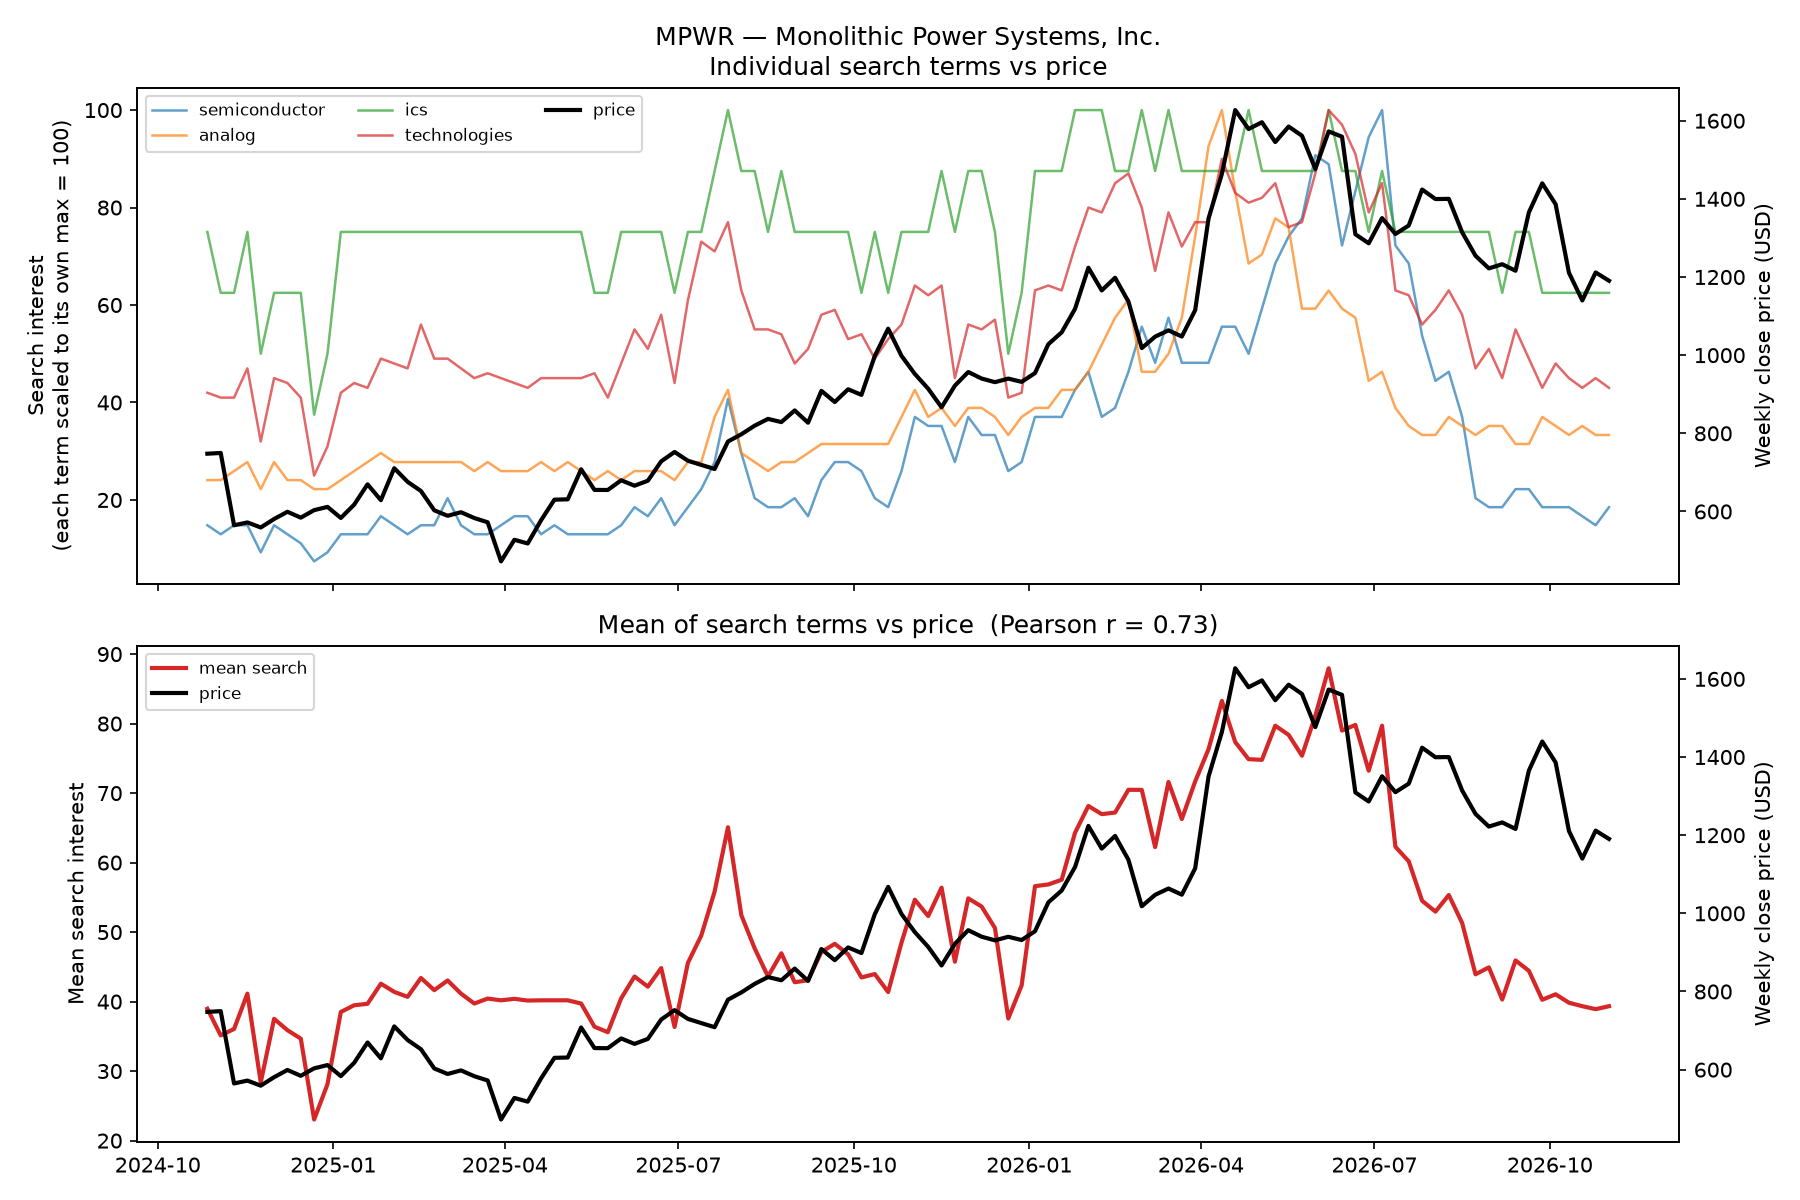 MPWR — Monolithic Power Systems, Inc.
Individual search terms vs price
semiconductor
analog
ics
technologies
price
Search interest
(each term scaled to its own max = 100)
100
80
60
40
20
1600
1400
1200
1000
800
600
Weekly close price (USD)
Mean of search terms vs price (Pearson r = 0.73)
mean search
price
Mean search interest
90
80
70
60
50
40
30
20
1600
1400
1200
1000
800
600
Weekly close price (USD)
2024-10
2025-01
2025-04
2025-07
2025-10
2026-01
2026-04
2026-07
2026-10